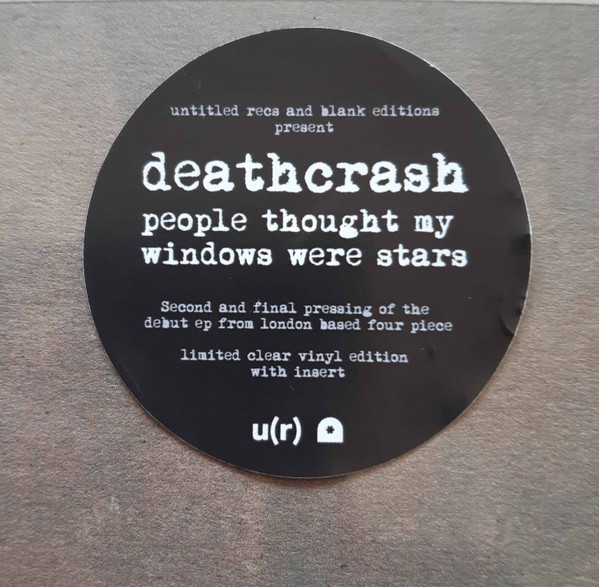 untitled recs and blank editions
present
deathcrash
people thought my
windows were stars
Second and final pressing of the
debut ep from london based four piece
limited clear vinyl edition
with insert
u(r)